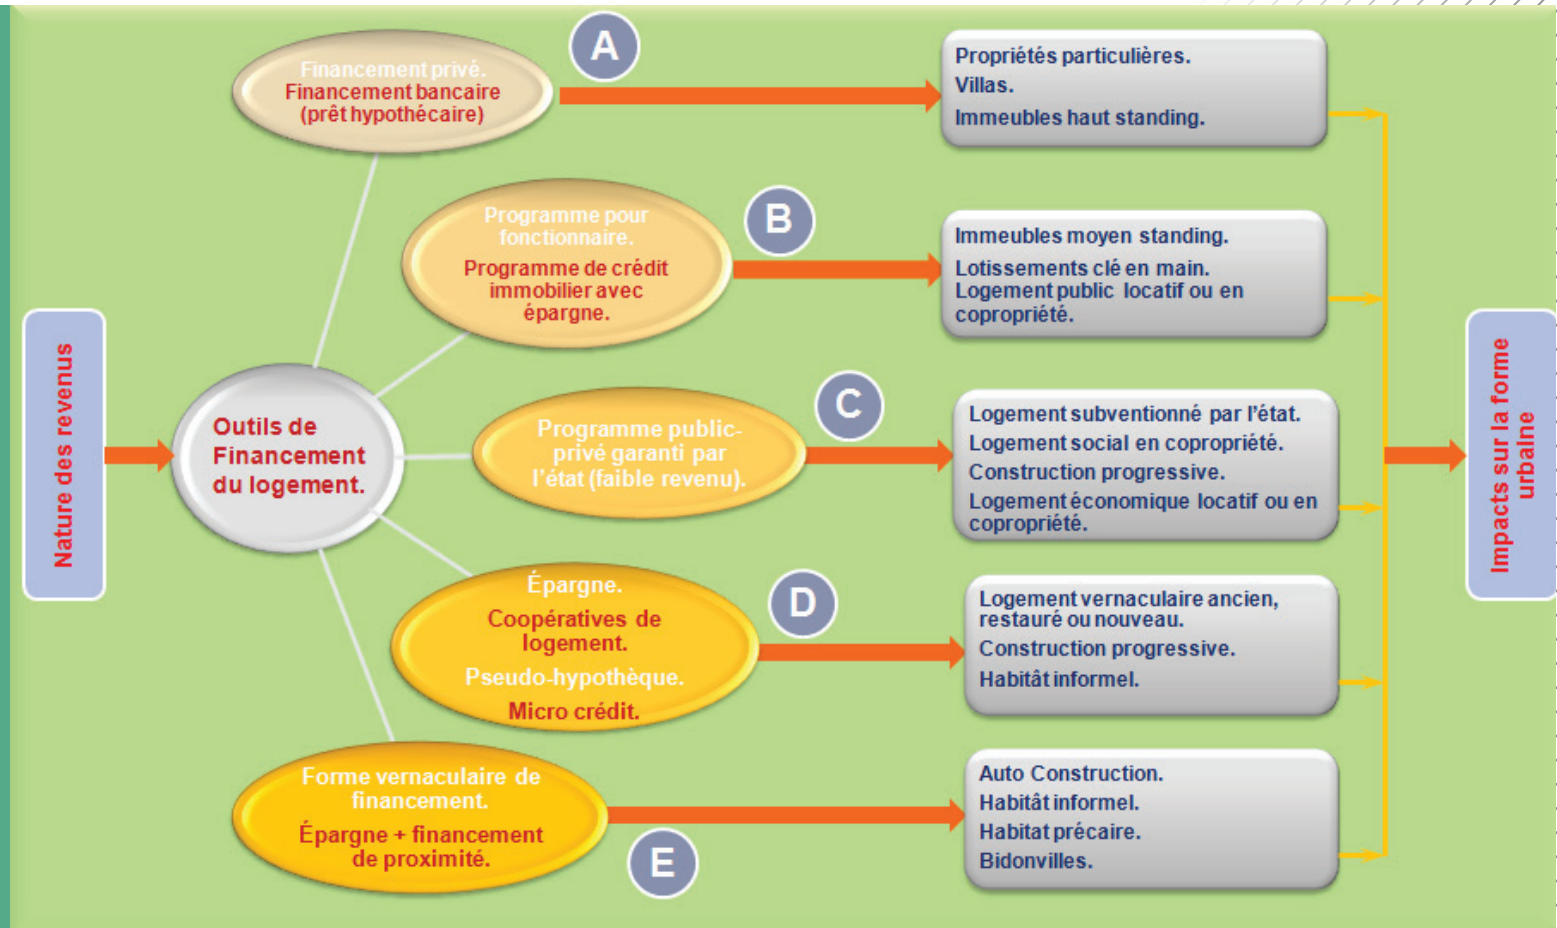 Nature des revenus
Outils de
Financement
du logement.
Financement privé.
Financement bancaire
(prêt hypothécaire)
A
Propriétés particulières.
Villas.
Immeubles haut standing.
Programme pour
fonctionnaire.
Programme de crédit
immobilier avec
épargne.
B
Immeubles moyen standing.
Lotissements clé en main.
Logement public locatif ou en
copropriété.
Programme public-
privé garanti par
l'état (faible revenu).
C
Logement subventionné par l'état.
Logement social en copropriété.
Construction progressive.
Logement économique locatif ou en
copropriété.
Épargne.
Coopératives de
logement.
Pseudo-hypothèque.
Micro crédit.
D
Logement vernaculaire ancien,
restauré ou nouveau.
Construction progressive.
Habitât informel.
Forme vernaculaire de
financement.
Épargne + financement
de proximité.
E
Auto Construction.
Habitât informel.
Habitat précaire.
Bidonvilles.
Impacts sur la forme
urbaine